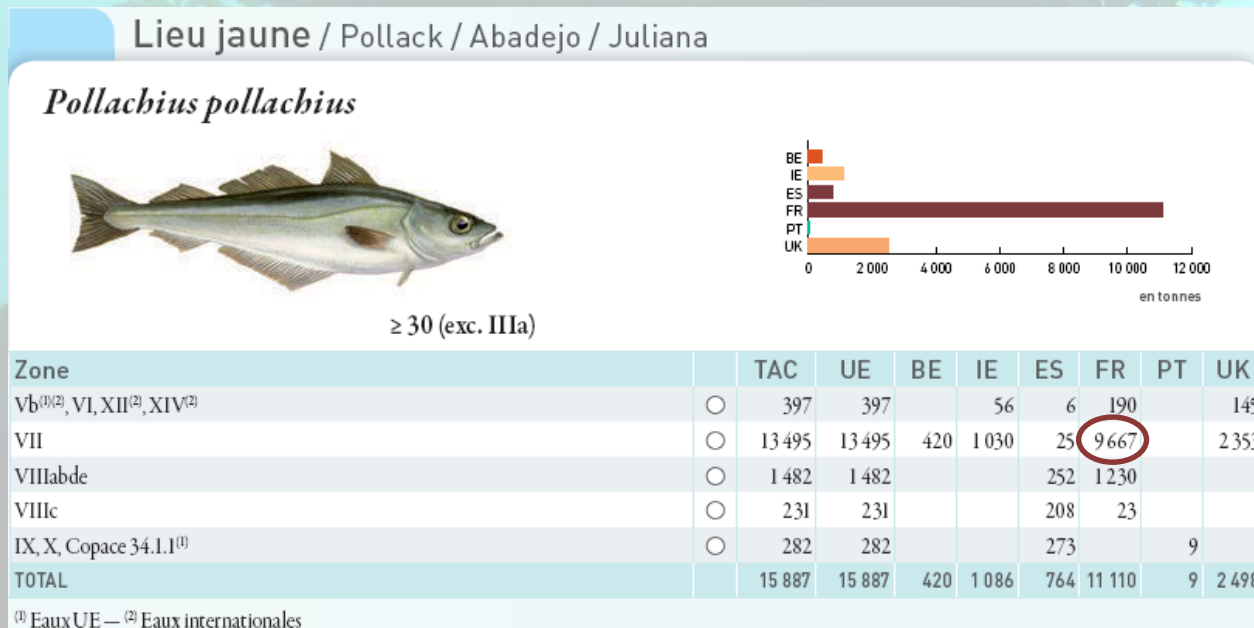 Lieu jaune / Pollack / Abadejo / Juliana
Pollachius pollachius
BE
IE
ES
FR
PT
UK
0 2 000 4 000 6 000 8 000 10 000 12 000
en tonnes
≥ 30 (exc. IIIa)
Zone TAC UE BE IE ES FR PT UK
Vb(1)(2), VI, XII(2), XIV(2) 397 397 56 6 190
VII 13 495 13 495 420 1 030 25 9 667 2 353
VIIIabde 1 482 1 482 252 1 230
VIIIc 231 231 208 23
IX, X, Copace 34.1.1(1) 282 282 273 9
TOTAL 15 887 15 887 420 1 086 764 11 110 9 2 498
(1) Eaux UE — (2) Eaux internationales